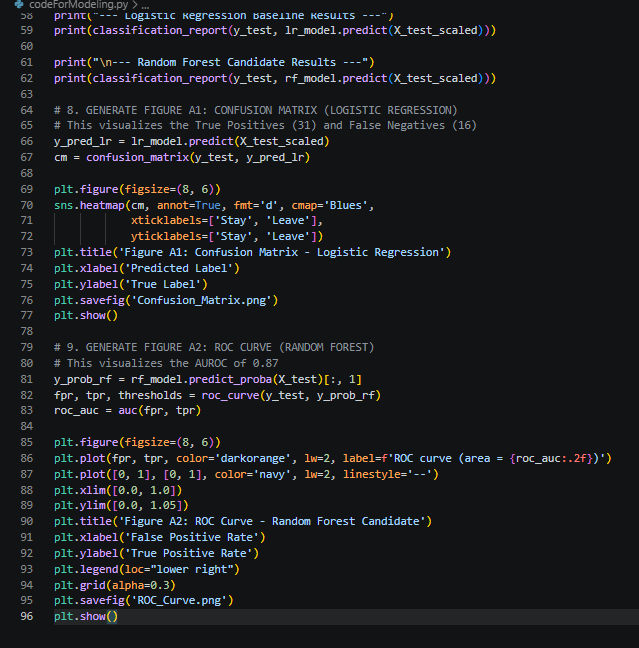 codeForModeling.py > ...
58 print("--- Logistic Regression Baseline Results ---")
59 print(classification_report(y_test, lr_model.predict(X_test_scaled)))
60
61 print("\n--- Random Forest Candidate Results ---")
62 print(classification_report(y_test, rf_model.predict(X_test_scaled)))
63
64 # 8. GENERATE FIGURE A1: CONFUSION MATRIX (LOGISTIC REGRESSION)
65 # This visualizes the True Positives (31) and False Negatives (16)
66 y_pred_lr = lr_model.predict(X_test_scaled)
67 cm = confusion_matrix(y_test, y_pred_lr)
68
69 plt.figure(figsize=(8, 6))
70 sns.heatmap(cm, annot=True, fmt='d', cmap='Blues',
71             xticklabels=['Stay', 'Leave'],
72             yticklabels=['Stay', 'Leave'])
73 plt.title('Figure A1: Confusion Matrix - Logistic Regression')
74 plt.xlabel('Predicted Label')
75 plt.ylabel('True Label')
76 plt.savefig('Confusion_Matrix.png')
77 plt.show()
78
79 # 9. GENERATE FIGURE A2: ROC CURVE (RANDOM FOREST)
80 # This visualizes the AUROC of 0.87
81 y_prob_rf = rf_model.predict_proba(X_test)[:, 1]
82 fpr, tpr, thresholds = roc_curve(y_test, y_prob_rf)
83 roc_auc = auc(fpr, tpr)
84
85 plt.figure(figsize=(8, 6))
86 plt.plot(fpr, tpr, color='darkorange', lw=2, label=f'ROC curve (area = {roc_auc:.2f})')
87 plt.plot([0, 1], [0, 1], color='navy', lw=2, linestyle='--')
88 plt.xlim([0.0, 1.0])
89 plt.ylim([0.0, 1.05])
90 plt.title('Figure A2: ROC Curve - Random Forest Candidate')
91 plt.xlabel('False Positive Rate')
92 plt.ylabel('True Positive Rate')
93 plt.legend(loc="lower right")
94 plt.grid(alpha=0.3)
95 plt.savefig('ROC_Curve.png')
96 plt.show()